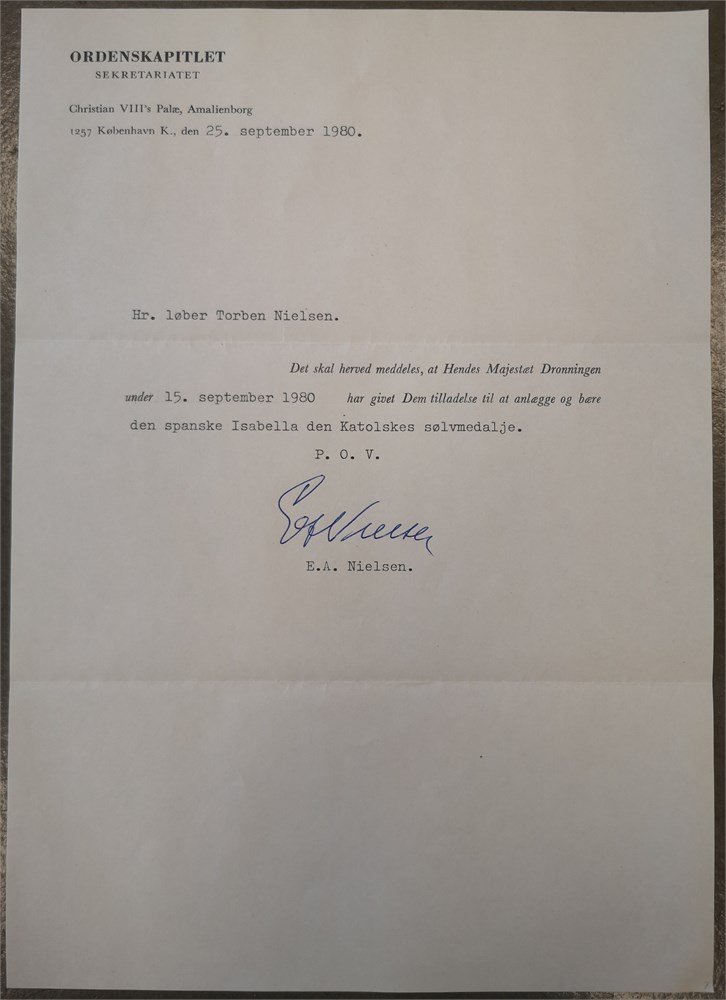 ORDENSKAPITLET
SEKRETARIATET
Christian VIII's Palæ, Amalienborg
1257 København K., den 25. september 1980.
Hr. løber Torben Nielsen.
Det skal herved meddeles, at Hendes Majestæt Dronningen
under 15. september 1980 har givet Dem tilladelse til at anlægge og bære
den spanske Isabella den Katolskes sølvmedalje.
P. O. V.
E.A. Nielsen
E.A. Nielsen.